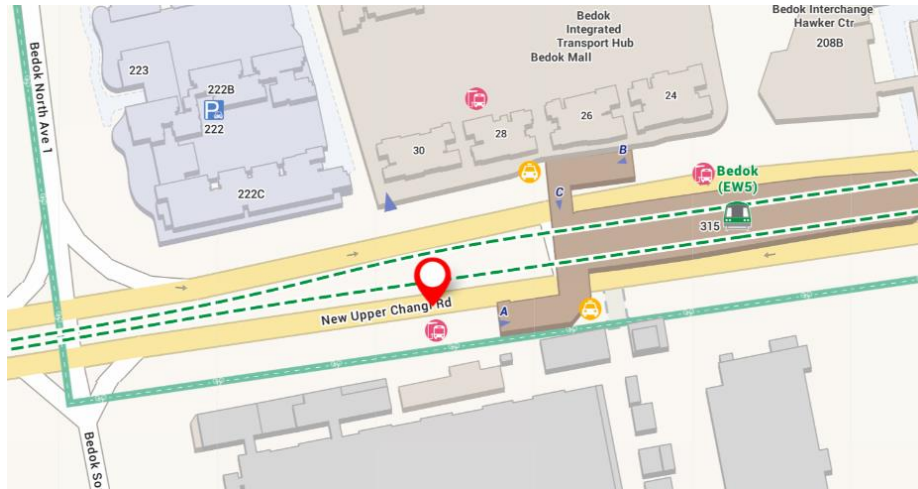 Bedok
Integrated
Transport Hub
Bedok Mall
Bedok Interchange
Hawker Ctr
208B
Bedok North Ave 1
223
222B
P
222
222C
30
28
26
24
B
C
Bedok
(EW5)
315
New Upper Changi Rd
A
Bedok So